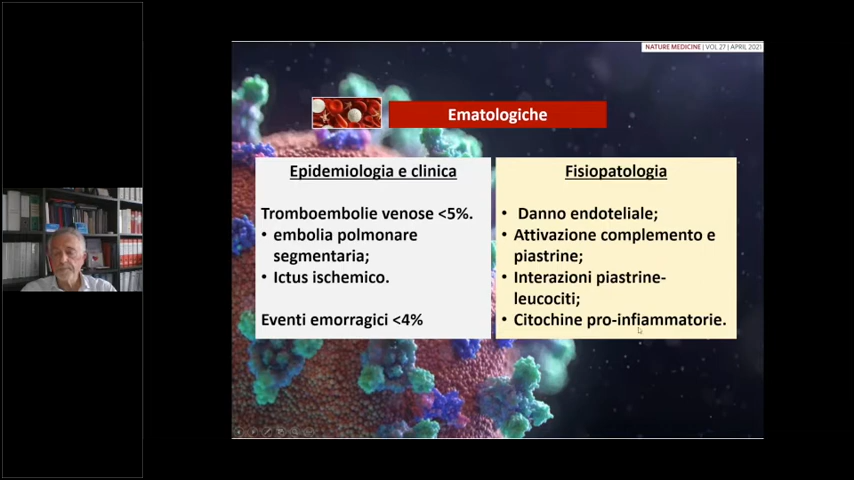 NATURE MEDICINE | VOL 27 | APRIL 2021
Ematologiche
Epidemiologia e clinica
Tromboembolie venose <5%.
• embolia polmonare
segmentaria;
• Ictus ischemico.
Eventi emorragici <4%
Fisiopatologia
• Danno endoteliale;
• Attivazione complemento e
piastrine;
• Interazioni piastrine-
leucociti;
• Citochine pro-infiammatorie.